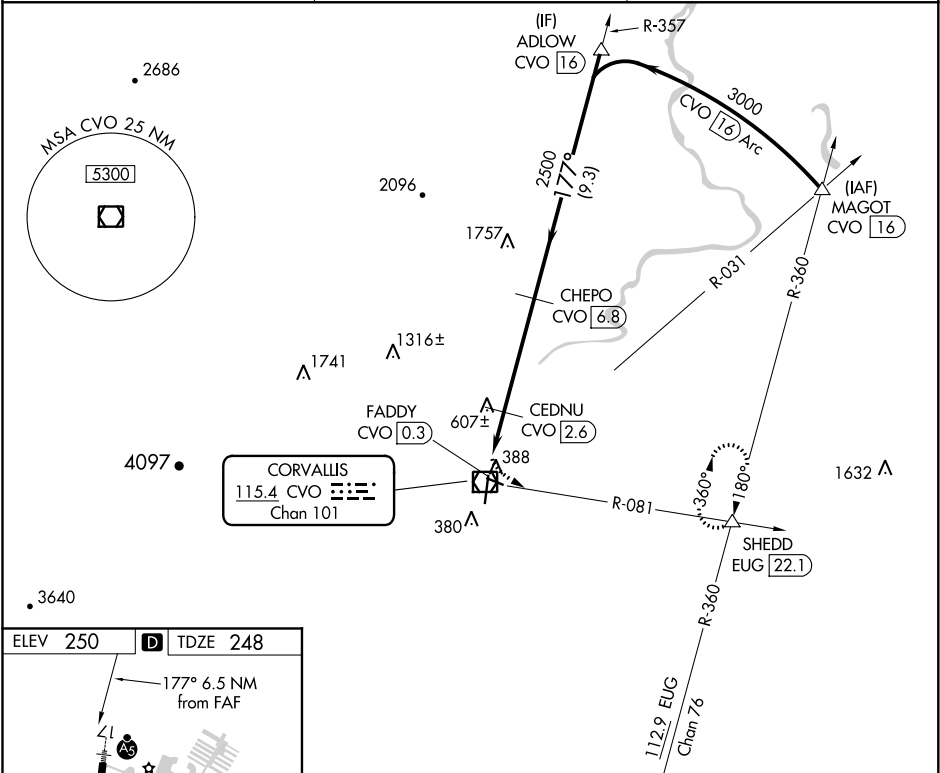 (IF)
ADLOW
CVO 16
R-357
2686
MSA CVO 25 NM
5300
3000
CVO 16 Arc
2500
177°
(9.3)
2096
(IAF)
MAGOT
CVO 16
1757
R-031
R-360
CHEPO
CVO 6.8
1316±
1741
FADDY
CVO 0.3
607±
CEDNU
CVO 2.6
388
4097
CORVALLIS
115.4 CVO
Chan 101
360°
180°
1632
R-081
380
SHEDD
EUG 22.1
3640
R-360
ELEV 250
D
TDZE 248
177° 6.5 NM
from FAF
112.9 EUG
Chan 76
17
A5